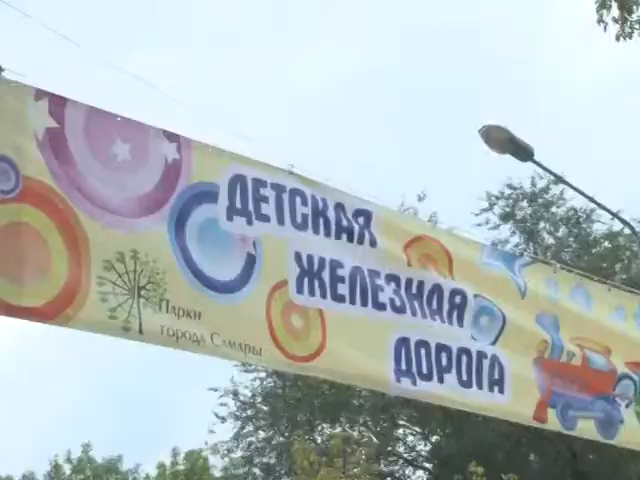 ДЕТСКАЯ
ЖЕЛЕЗНАЯ
ДОРОГА
Парки
города Самары